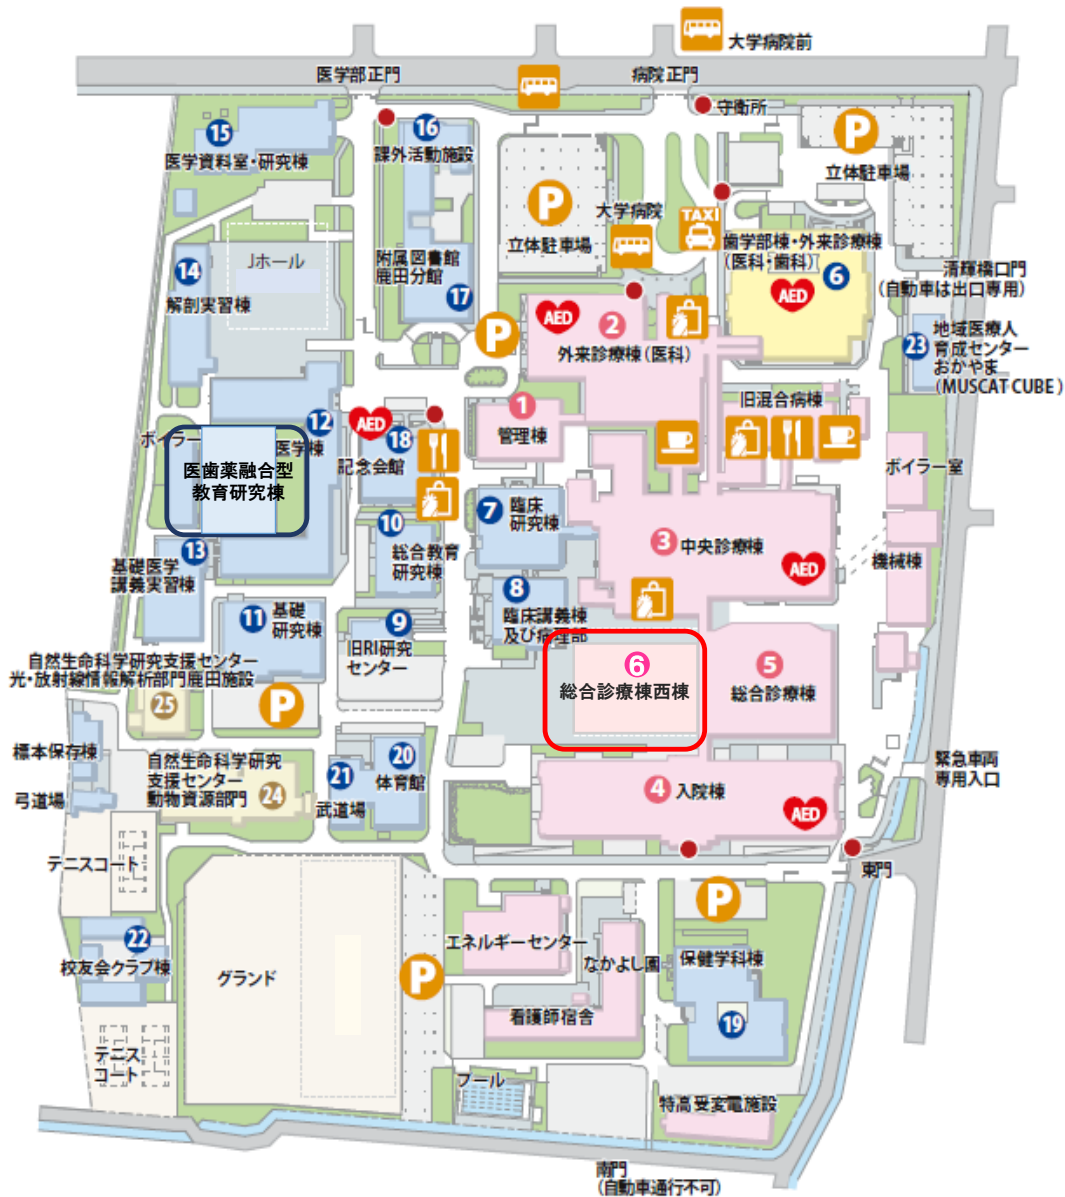 大学病院前
医学部正門
病院正門
守衛所
P
立体駐車場
15
医学資料室・研究棟
16
課外活動施設
P
立体駐車場
大学病院
TAXI
歯学部棟・外来診療棟
(医科・歯科)
6
AED
清輝橋口門
(自動車は出口専用)
Jホール
14
解剖実習棟
附属図書館
鹿田分館
17
P
AED
2
外来診療棟(医科)
23
地域医療人
育成センター
おかやま
(MUSCAT CUBE)
1
管理棟
旧混合病棟
12
医学棟
ボイラー
医歯薬融合型
教育研究棟
AED
18
記念会館
ボイラー室
7
臨床
研究棟
10
総合教育
研究棟
3
中央診療棟
AED
機械棟
13
基礎医学
講義実習棟
8
臨床講義棟
及び病理部
11
基礎
研究棟
9
旧RI研究
センター
6
総合診療棟西棟
5
総合診療棟
自然生命科学研究支援センター
光・放射線情報解析部門鹿田施設
25
P
標本保存棟
自然生命科学研究
支援センター
動物資源部門
24
21
武道場
20
体育館
4
入院棟
AED
緊急車両
専用入口
弓道場
テニスコート
東門
P
22
校友会クラブ棟
グランド
P
エネルギーセンター
なかよし園
保健学科棟
19
看護師宿舎
テニス
コート
プール
特高受変電施設
南門
(自動車通行不可)